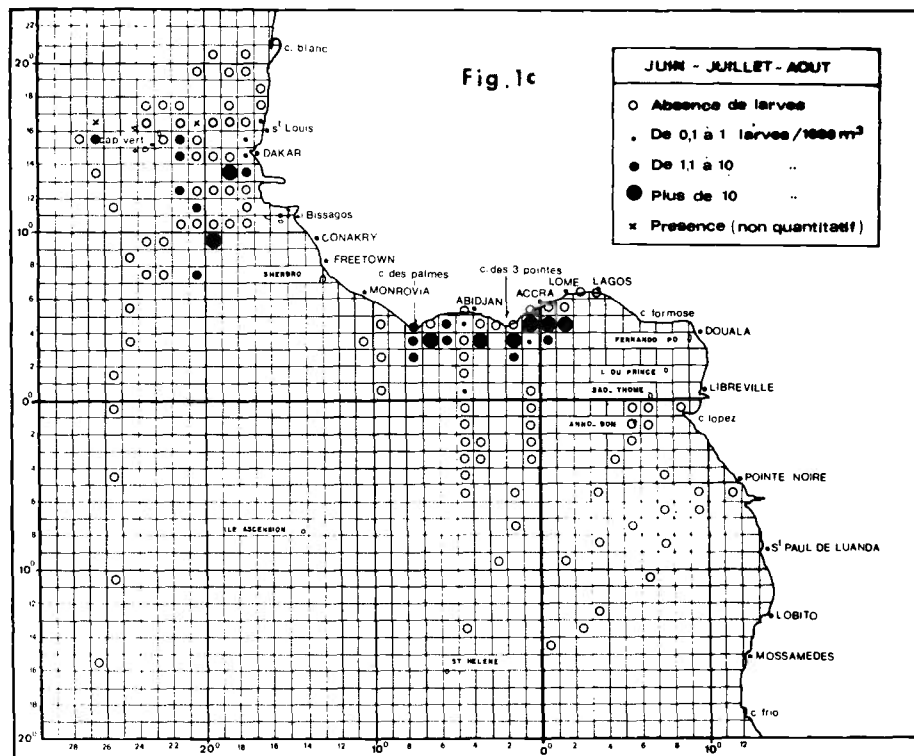 Fig.1c
JUIN - JUILLET - AOUT
Absence de larves
De 0,1 à 1 larves/1000 m³
De 1,1 à 10 ..
Plus de 10 ..
Presence (non quantitatif)
c. blanc
st Louis
cap vert
DAKAR
Bissagos
CONAKRY
FREETOWN
SHERBRO
MONROVIA
c. des palmes
ABIDJAN
c. des 3 pointes
ACCRA
LOME
LAGOS
c. formose
DOUALA
FERNANDO PO
I. DU PRINCE
SAO_THOME
LIBREVILLE
ANNO_BON
c. lopez
POINTE NOIRE
ILE ASCENSION
St PAUL DE LUANDA
LOBITO
ST HELENE
MOSSAMEDES
c. frio
22
20°
18
16
14
12
10°
8
6
4
2
0°
2
4
6
8
10°
12
14
16
18
20°
28 26 24 22 20° 18 16 14 12 10° 8 6 4 2 0° 2 4 6 8 10° 12